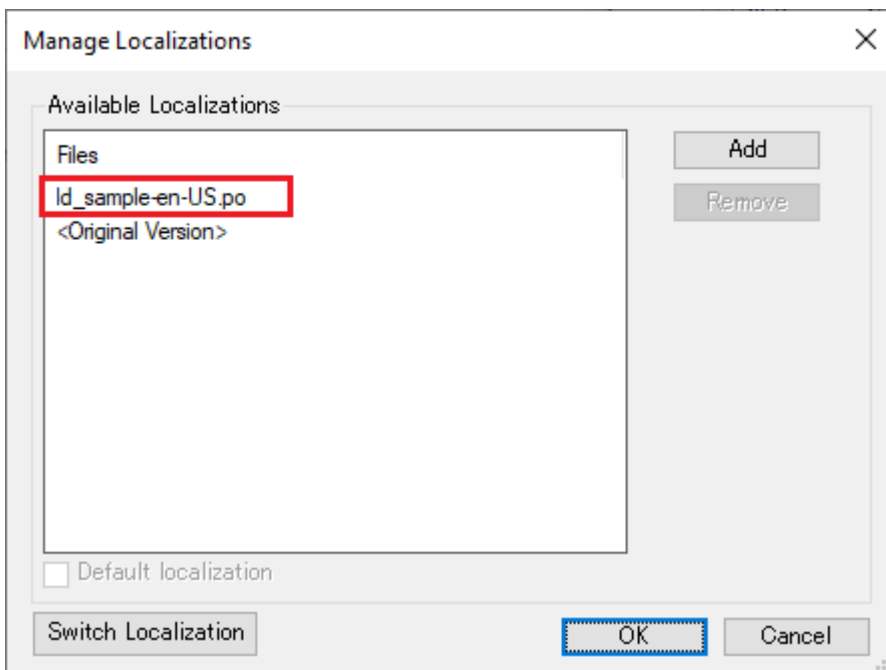 Manage Localizations
Available Localizations
Files
ld_sample-en-US.po
<Original Version>
Add
Remove
Default localization
Switch Localization
OK
Cancel